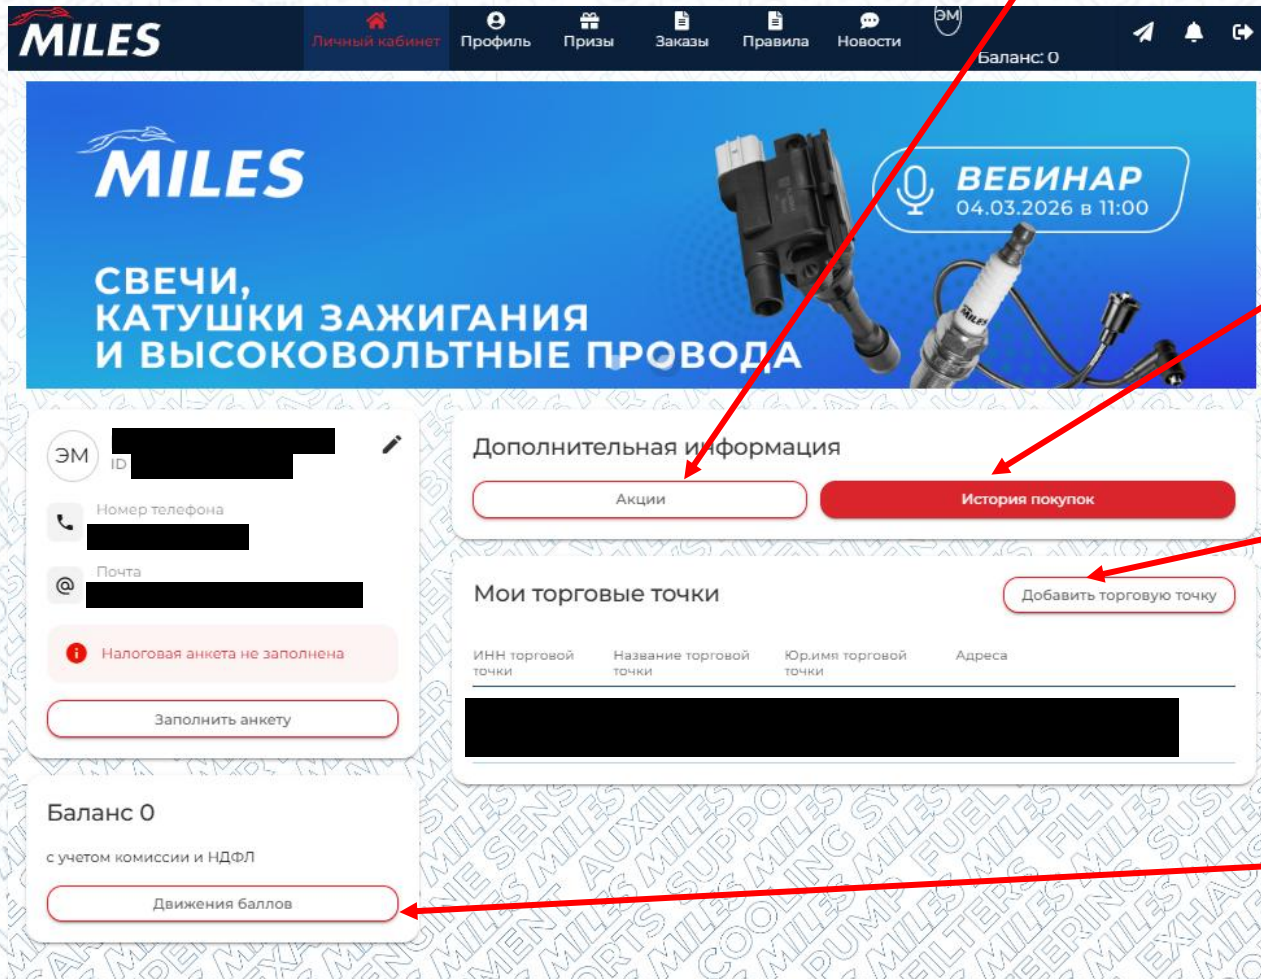 MILES
Личный кабинет
Профиль
Призы
Заказы
Правила
Новости
ЭМ
Баланс: 0
MILES
ВЕБИНАР
04.03.2026 в 11:00
СВЕЧИ,
КАТУШКИ ЗАЖИГАНИЯ
И ВЫСОКОВОЛЬТНЫЕ ПРОВОДА
MILES
ЭМ
ID
Номер телефона
Почта
Налоговая анкета не заполнена
Заполнить анкету
Баланс 0
с учетом комиссии и НДФЛ
Движения баллов
Дополнительная информация
Акции
История покупок
Мои торговые точки
Добавить торговую точку
ИНН торговой точки
Название торговой точки
Юр.имя торговой точки
Адреса